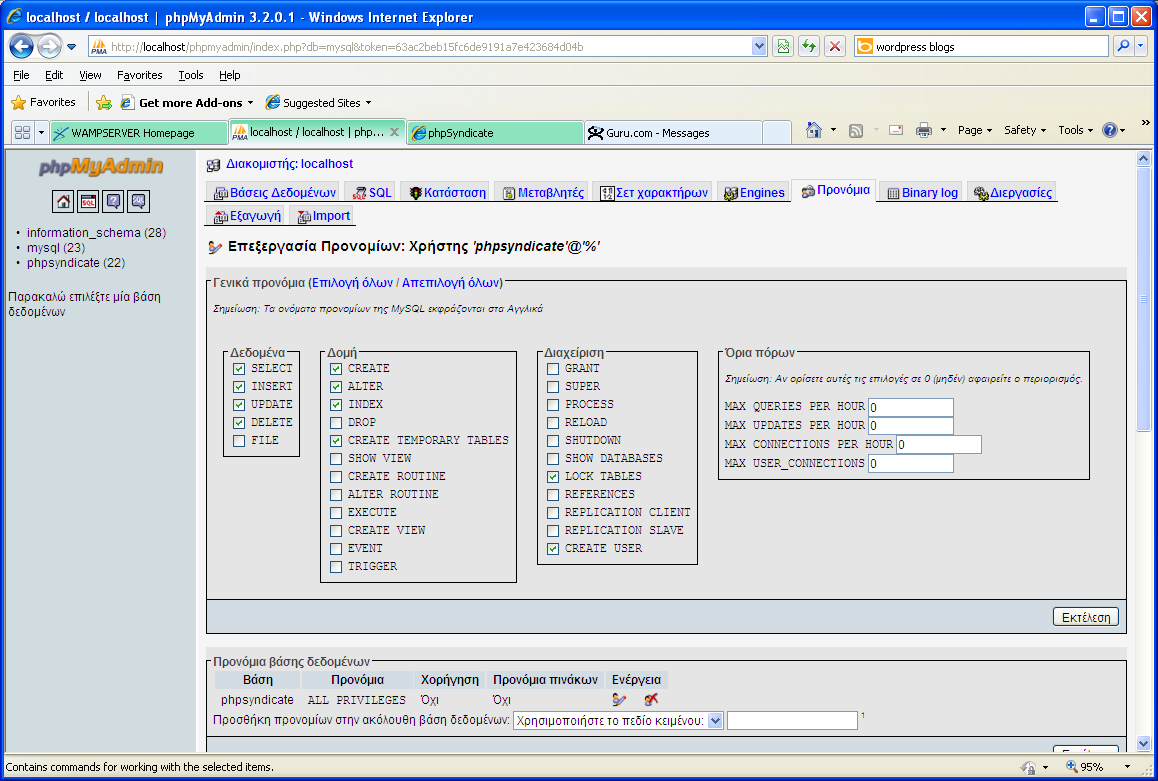 localhost / localhost | phpMyAdmin 3.2.0.1 - Windows Internet Explorer
http://localhost/phpmyadmin/index.php?db=mysql&token=63ac2beb15fc6de9191a7e423684d04b
wordpress blogs
File Edit View Favorites Tools Help
Favorites Get more Add-ons Suggested Sites
WAMPSERVER Homepage localhost / localhost | php... phpSyndicate Guru.com - Messages Page Safety Tools
phpMyAdmin
information_schema (28)
mysql (23)
phpsyndicate (22)
Παρακαλώ επιλέξτε μία βάση
δεδομένων
Διακομιστής: localhost
Βάσεις Δεδομένων SQL Κατάσταση Μεταβλητές Σετ χαρακτήρων Engines Προνόμια Binary log Διεργασίες
Εξαγωγή Import
Επεξεργασία Προνομίων: Χρήστης 'phpsyndicate'@'%'
Γενικά προνόμια (Επιλογή όλων / Απεπιλογή όλων)
Σημείωση: Τα ονόματα προνομίων της MySQL εκφράζονται στα Αγγλικά
Δεδομένα
SELECT
INSERT
UPDATE
DELETE
FILE
Δομή
CREATE
ALTER
INDEX
DROP
CREATE TEMPORARY TABLES
SHOW VIEW
CREATE ROUTINE
ALTER ROUTINE
EXECUTE
CREATE VIEW
EVENT
TRIGGER
Διαχείριση
GRANT
SUPER
PROCESS
RELOAD
SHUTDOWN
SHOW DATABASES
LOCK TABLES
REFERENCES
REPLICATION CLIENT
REPLICATION SLAVE
CREATE USER
Όρια πόρων
Σημείωση: Αν ορίσετε αυτές τις επιλογές σε 0 (μηδέν) αφαιρείτε ο περιορισμός.
MAX QUERIES PER HOUR 0
MAX UPDATES PER HOUR 0
MAX CONNECTIONS PER HOUR 0
MAX USER_CONNECTIONS 0
Εκτέλεση
Προνόμια βάσης δεδομένων
Βάση Προνόμια Χορήγηση Προνόμια πινάκων Ενέργεια
phpsyndicate ALL PRIVILEGES Όχι Όχι
Προσθήκη προνομίων στην ακόλουθη βάση δεδομένων: Χρησιμοποιήστε το πεδίο κειμένου: 1
Contains commands for working with the selected items. 95%